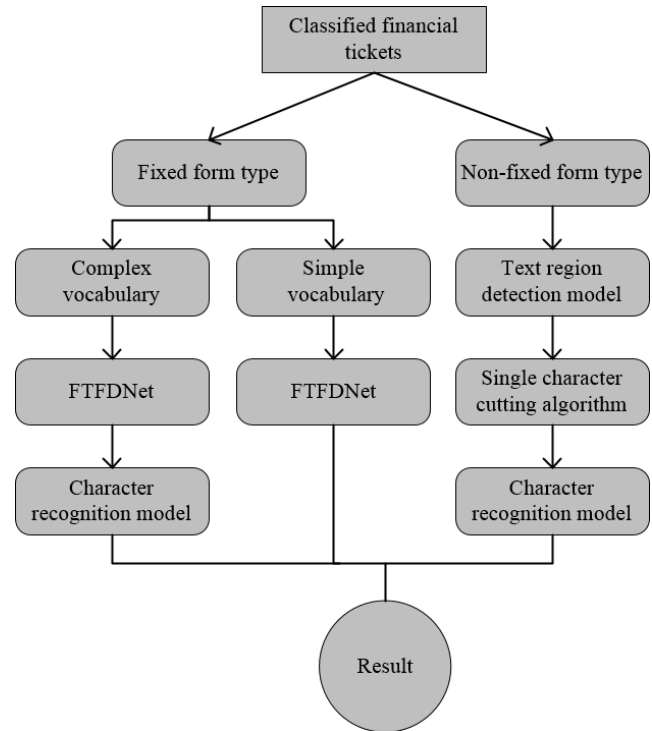 Classified financial
tickets
Fixed form type
Non-fixed form type
Complex
vocabulary
Simple
vocabulary
Text region
detection model
FTFDNet
FTFDNet
Single character
cutting algorithm
Character
recognition model
Character
recognition model
Result